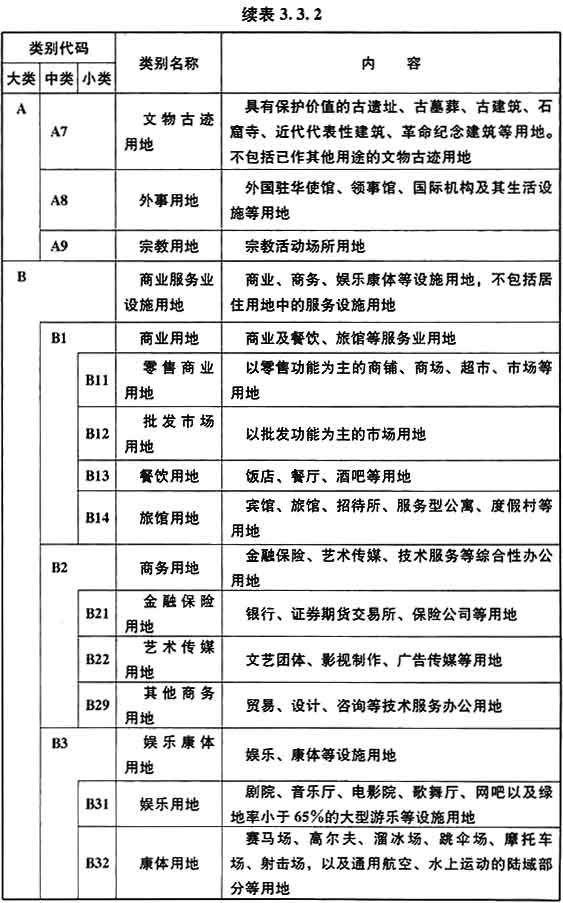 续表3.3.2
类别代码
类别名称
内 容
大类 中类 小类
A
A7
文物古迹
用地
具有保护价值的古遗址、古墓葬、古建筑、石
窟寺、近代代表性建筑、革命纪念建筑等用地。
不包括已作其他用途的文物古迹用地
A8
外事用地
外国驻华使馆、领事馆、国际机构及其生活设
施等用地
A9
宗教用地
宗教活动场所用地
B
商业服务业
设施用地
商业、商务、娱乐康体等设施用地，不包括居
住用地中的服务设施用地
B1
商业用地
商业及餐饮、旅馆等服务业用地
B11
零售商业
用地
以零售功能为主的商铺、商场、超市、市场等
用地
B12
批发市场
用地
以批发功能为主的市场用地
B13
餐饮用地
饭店、餐厅、酒吧等用地
B14
旅馆用地
宾馆、旅馆、招待所、服务型公寓、度假村等
用地
B2
商务用地
金融保险、艺术传媒、技术服务等综合性办公
用地
B21
金融保险
用地
银行、证券期货交易所、保险公司等用地
B22
艺术传媒
用地
文艺团体、影视制作、广告传媒等用地
B29
其他商务
用地
贸易、设计、咨询等技术服务办公用地
B3
娱乐康体
用地
娱乐、康体等设施用地
B31
娱乐用地
剧院、音乐厅、电影院、歌舞厅、网吧以及绿
地率小于65%的大型游乐等设施用地
B32
康体用地
赛马场、高尔夫、溜冰场、跳伞场、摩托车
场、射击场，以及通用航空、水上运动的陆域部
分等用地